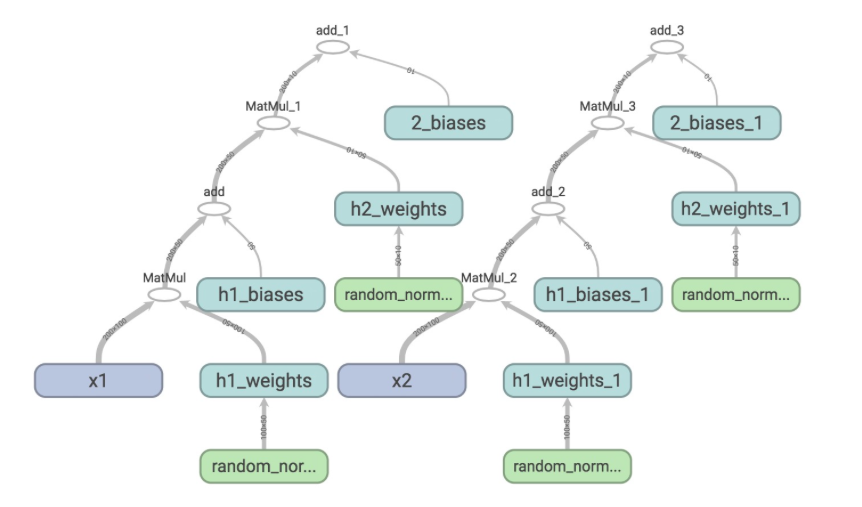 add_1
add_3
200×10
10
200×10
10
MatMul_1
2_biases
MatMul_3
2_biases_1
200×50
50×10
200×50
50×10
add
h2_weights
add_2
h2_weights_1
200×50
50
50×10
200×50
50
50×10
MatMul
h1_biases
random_norm...
MatMul_2
h1_biases_1
random_norm...
200×100
100×50
200×100
100×50
x1
h1_weights
x2
h1_weights_1
100×50
100×50
random_nor...
random_norm...